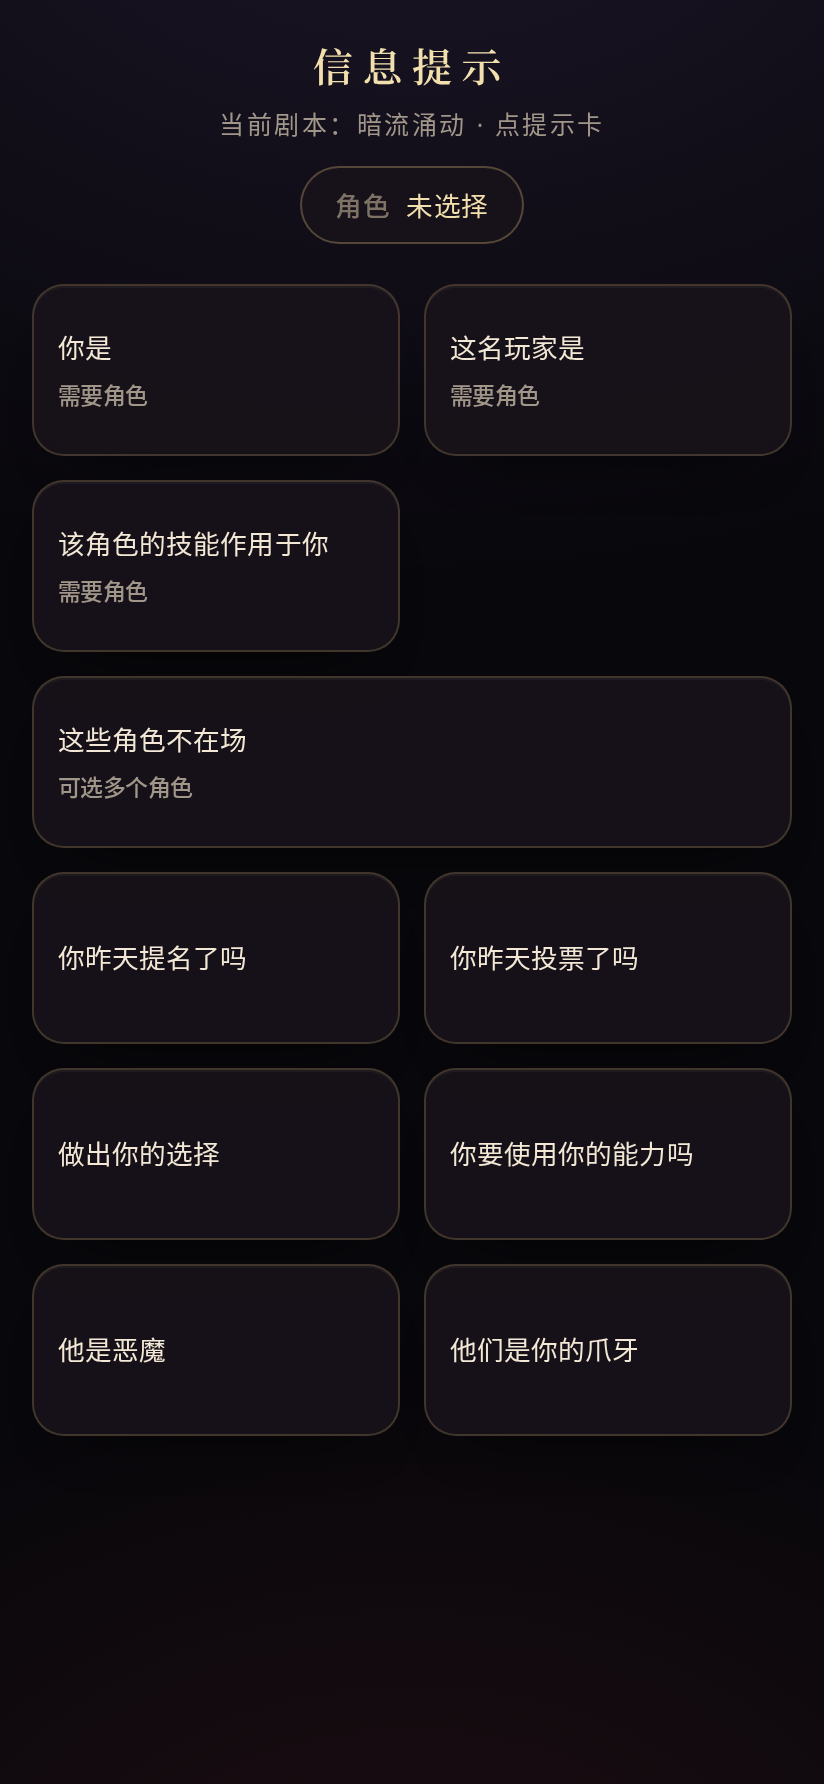 信息提示
当前剧本：暗流涌动 · 点提示卡
角色 未选择
你是
需要角色
这名玩家是
需要角色
该角色的技能作用于你
需要角色
这些角色不在场
可选多个角色
你昨天提名了吗
你昨天投票了吗
做出你的选择
你要使用你的能力吗
他是恶魔
他们是你的爪牙